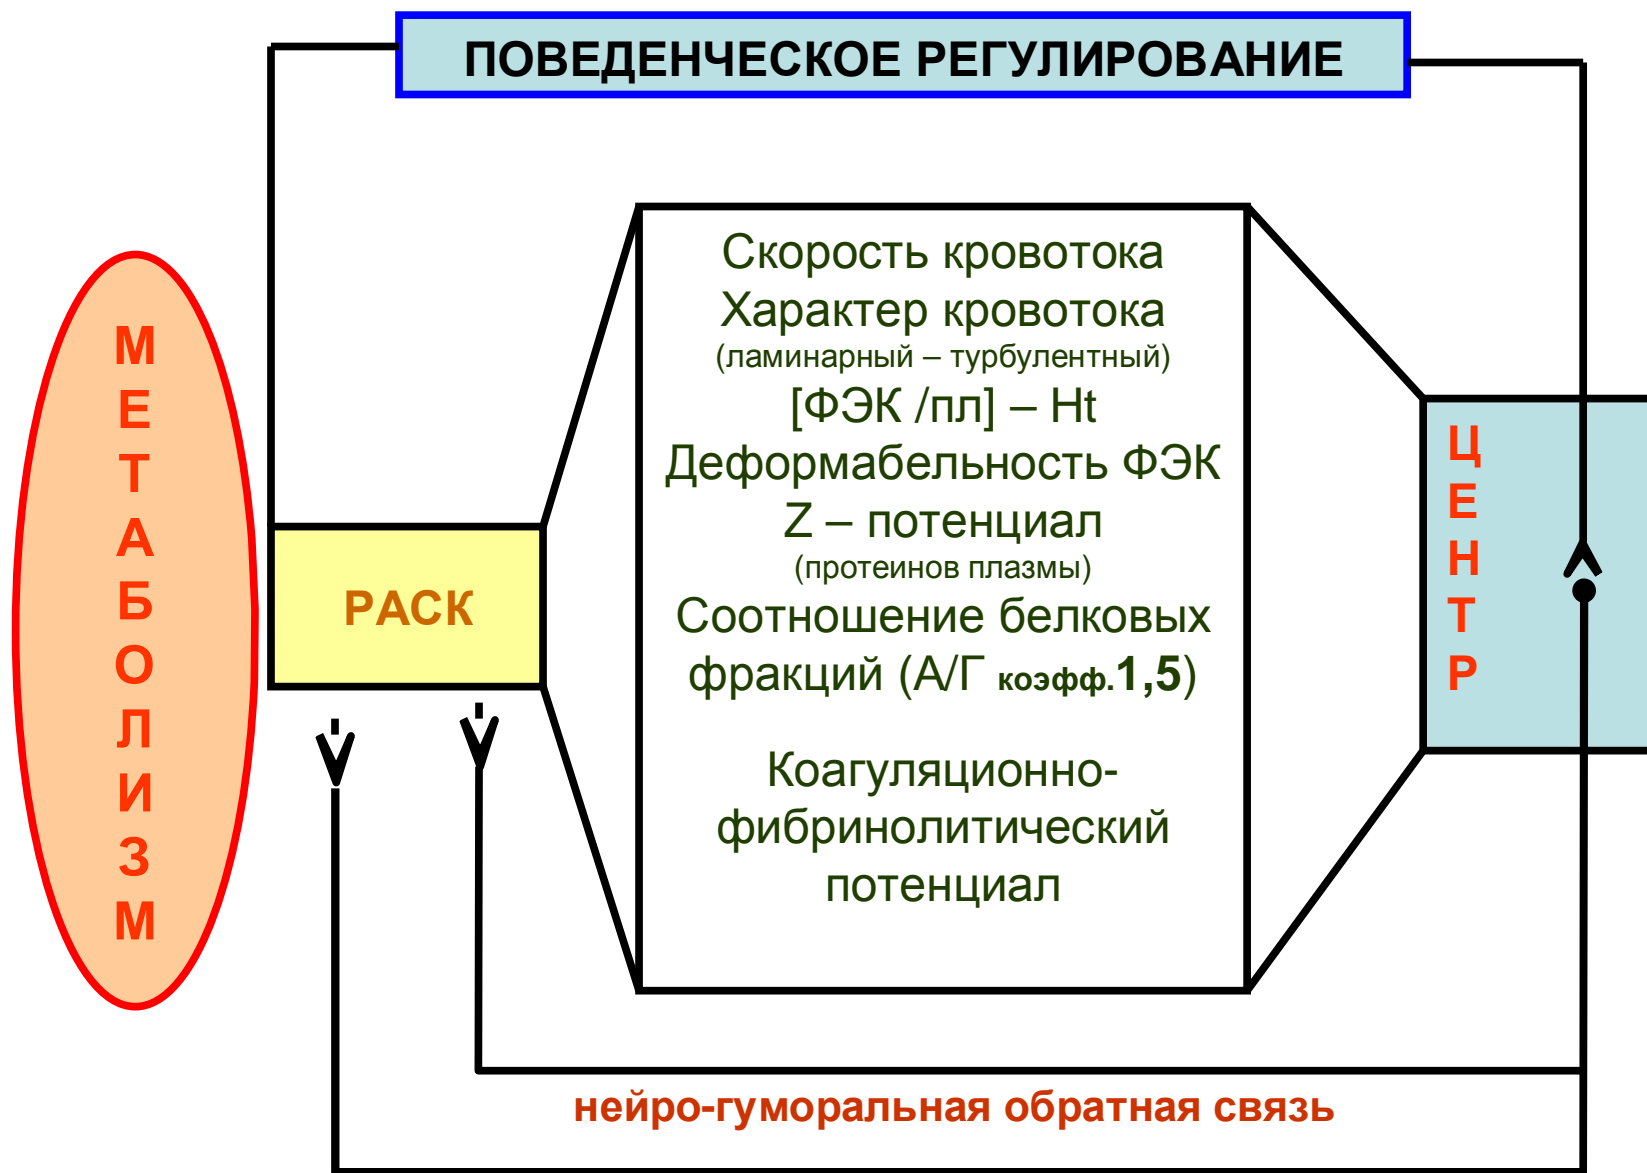 ПОВЕДЕНЧЕСКОЕ РЕГУЛИРОВАНИЕ
МЕТАБОЛИЗМ
РАСК
Скорость кровотока
Характер кровотока
(ламинарный – турбулентный)
[ФЭК /пл] – Ht
Деформабельность ФЭК
Z – потенциал
(протеинов плазмы)
Соотношение белковых
фракций (А/Г коэфф.1,5)
Коагуляционно-
фибринолитический
потенциал
ЦЕНТР
нейро-гуморальная обратная связь